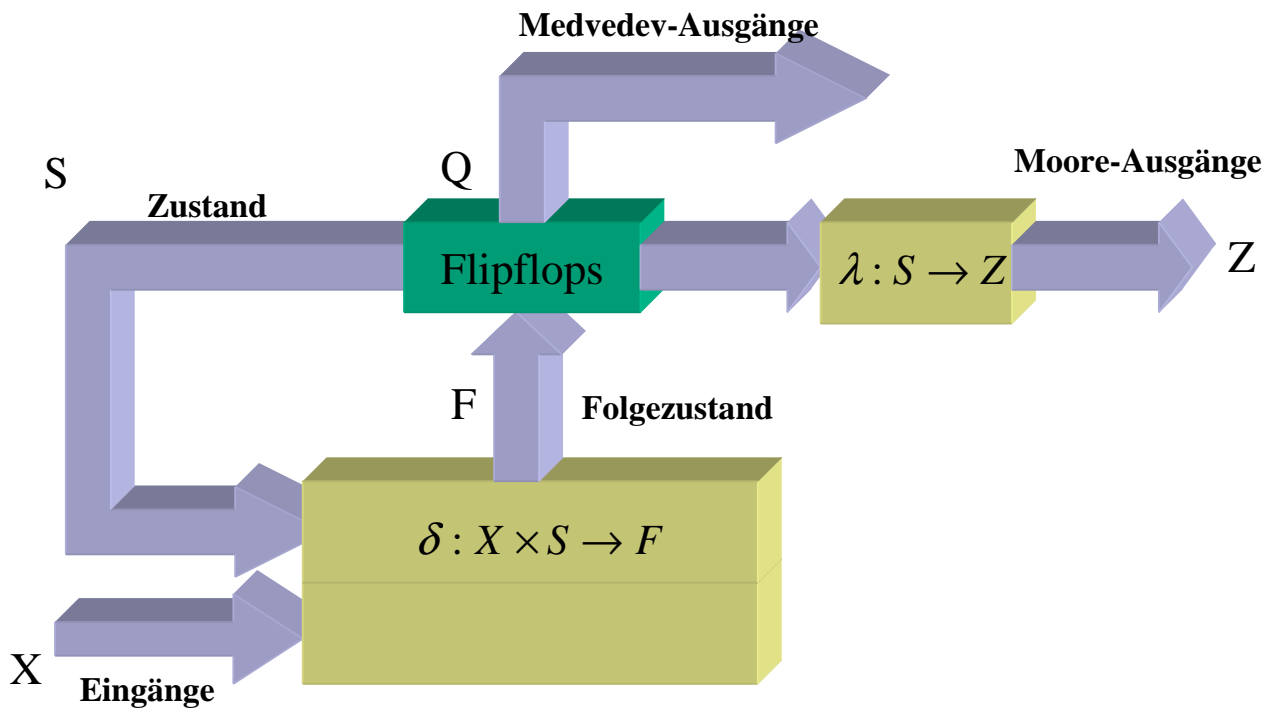 Medvedev-Ausgänge
S
Q
Moore-Ausgänge
Zustand
Flipflops
λ : S → Z
Z
F
Folgezustand
δ : X × S → F
X
Eingänge